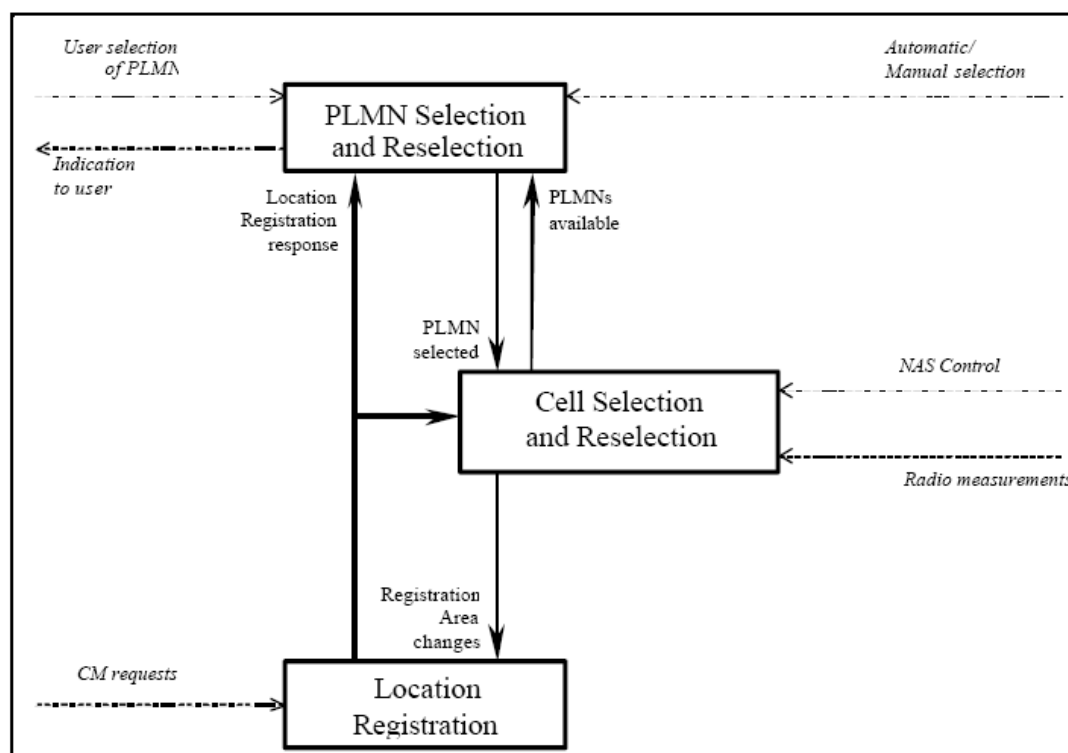 User selection
of PLMN
Automatic/
Manual selection
PLMN Selection
and Reselection
Indication
to user
Location
Registration
response
PLMNs
available
PLMN
selected
NAS Control
Cell Selection
and Reselection
Radio measurements
Registration
Area
changes
CM requests
Location
Registration